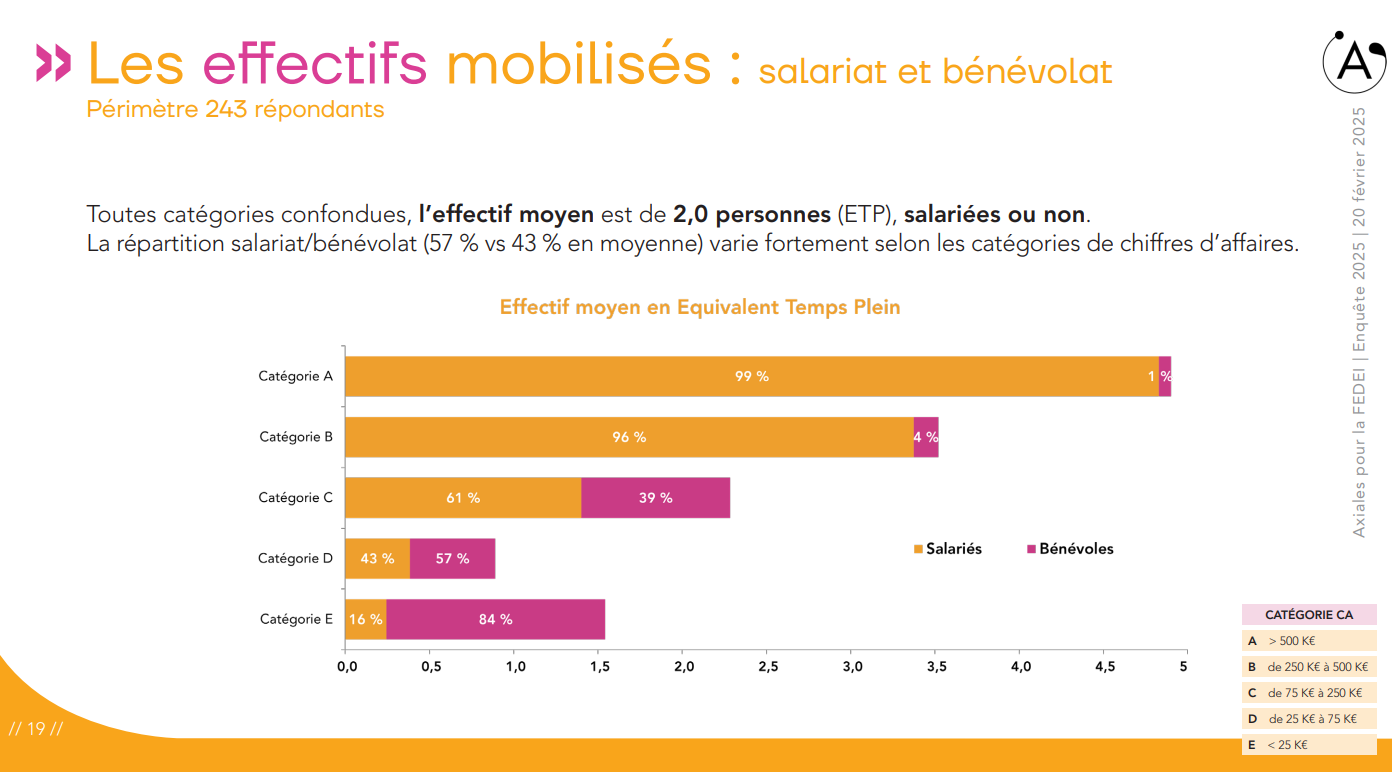 Les effectifs mobilisés : salariat et bénévolat
Périmètre 243 répondants
A
Axiales pour la FEDEI | Enquête 2025 | 20 février 2025
Toutes catégories confondues, l’effectif moyen est de 2,0 personnes (ETP), salariées ou non.
La répartition salariat/bénévolat (57 % vs 43 % en moyenne) varie fortement selon les catégories de chiffres d’affaires.
Effectif moyen en Equivalent Temps Plein
Catégorie A 99 % 1 %
Catégorie B 96 % 4 %
Catégorie C 61 % 39 %
Catégorie D 43 % 57 %
Catégorie E 16 % 84 %
Salariés Bénévoles
0,0 0,5 1,0 1,5 2,0 2,5 3,0 3,5 4,0 4,5 5
CATÉGORIE CA
A > 500 K€
B de 250 K€ à 500 K€
C de 75 K€ à 250 K€
D de 25 K€ à 75 K€
E < 25 K€
// 19 //